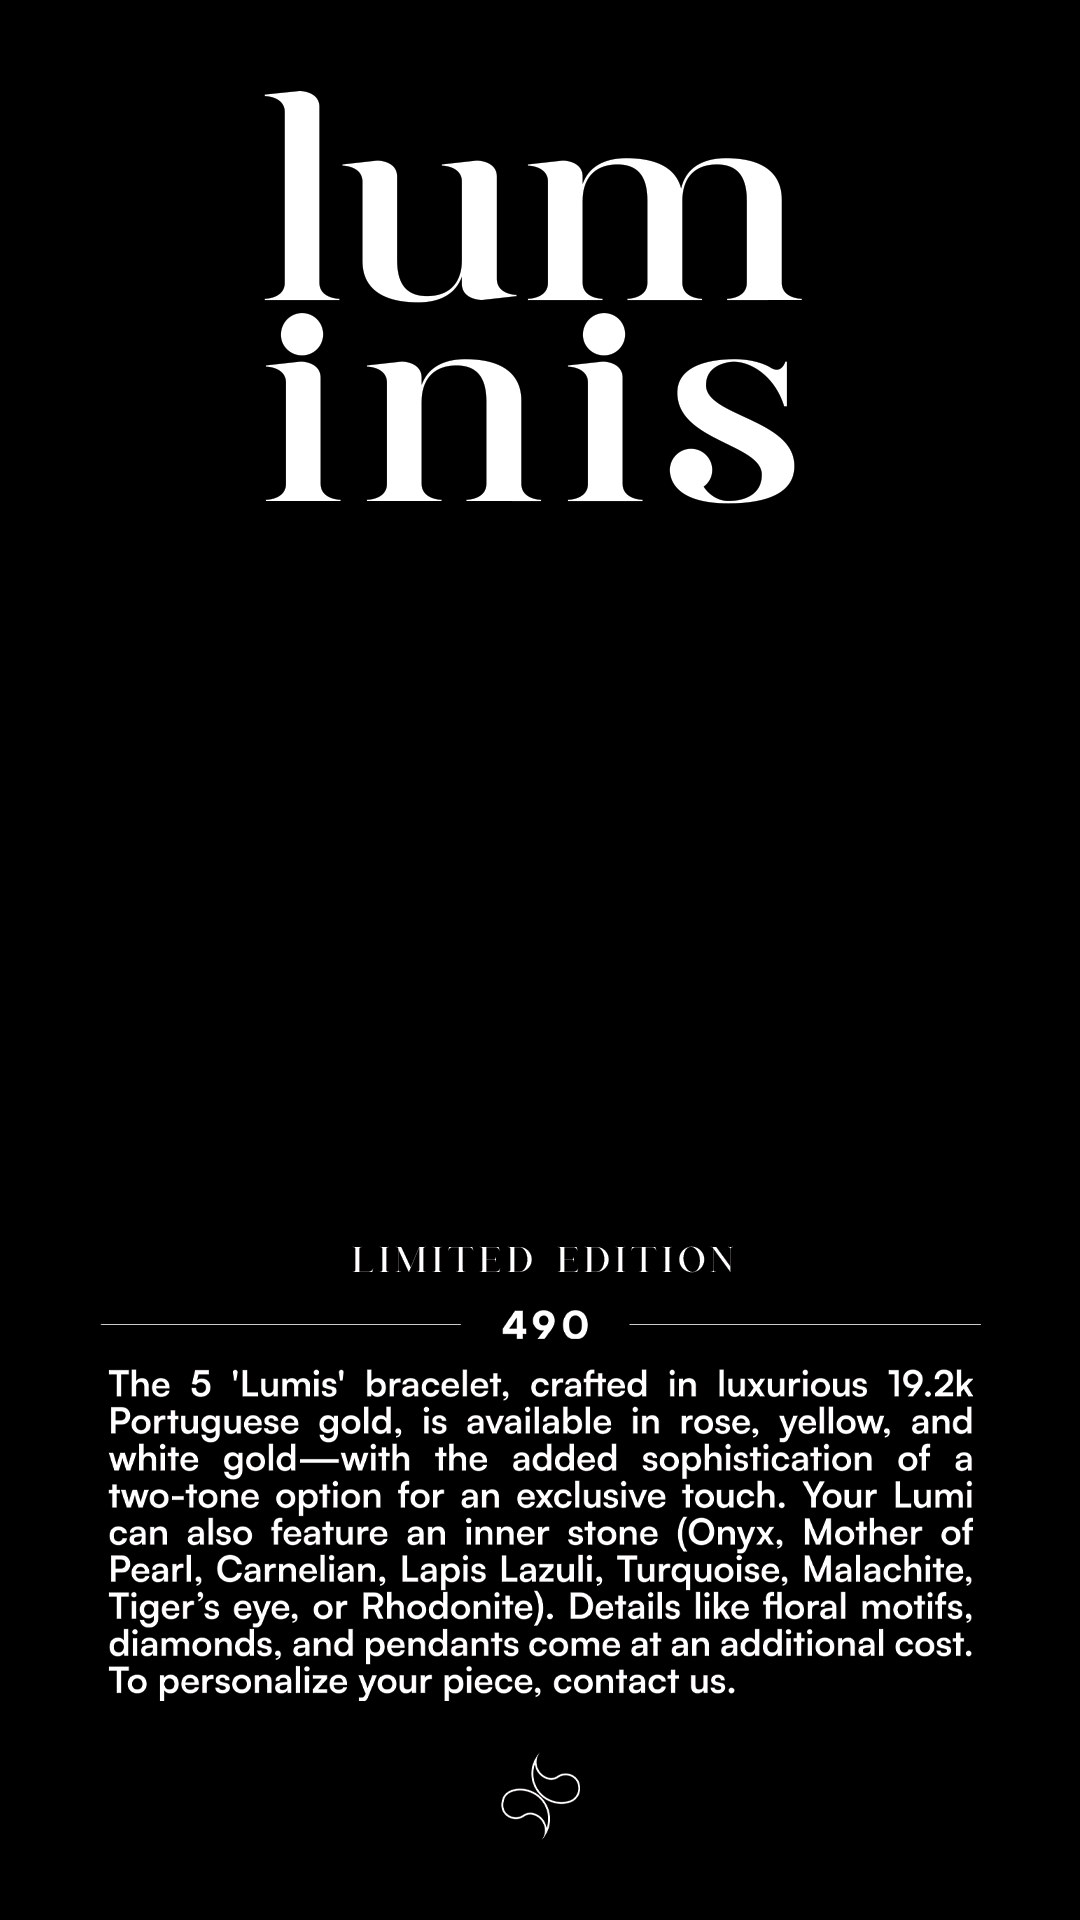 lum
inis
LIMITED EDITION
490
The 5 'Lumis' bracelet, crafted in luxurious 19.2k
Portuguese gold, is available in rose, yellow, and
white gold—with the added sophistication of a
two-tone option for an exclusive touch. Your Lumi
can also feature an inner stone (Onyx, Mother of
Pearl, Carnelian, Lapis Lazuli, Turquoise, Malachite,
Tiger’s eye, or Rhodonite). Details like floral motifs,
diamonds, and pendants come at an additional cost.
To personalize your piece, contact us.